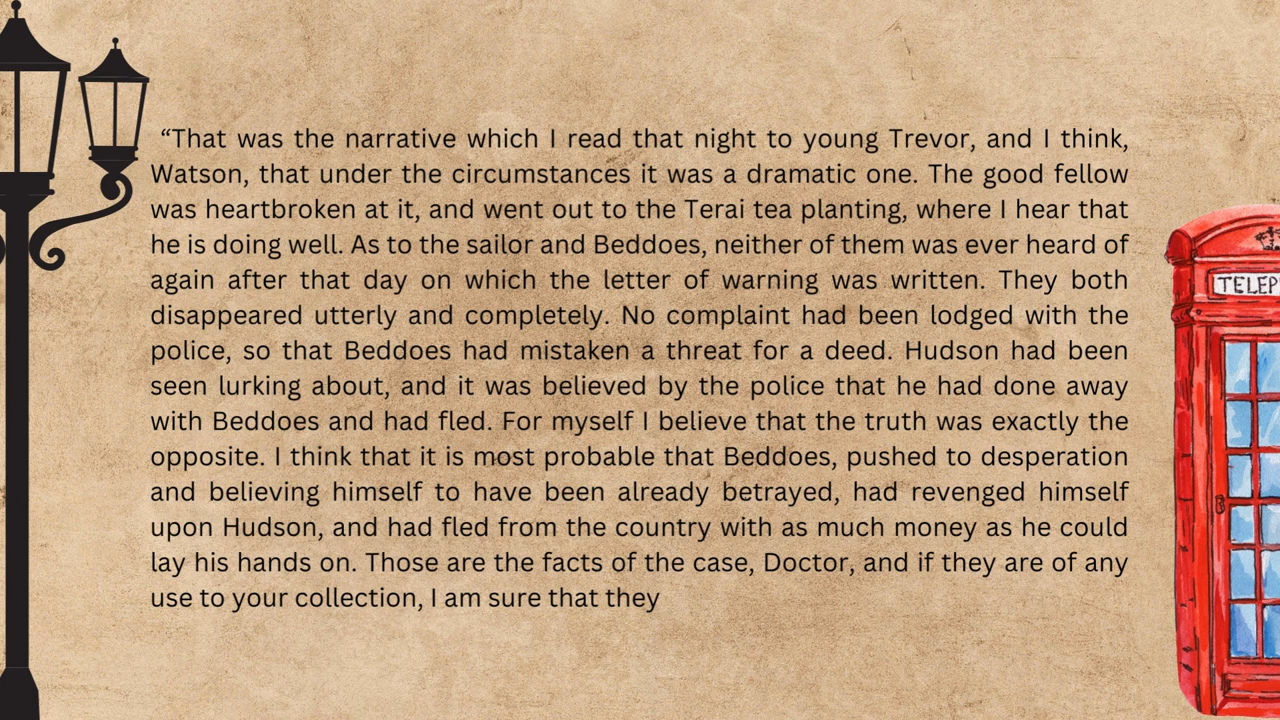 “That was the narrative which I read that night to young Trevor, and I think,
Watson, that under the circumstances it was a dramatic one. The good fellow
was heartbroken at it, and went out to the Terai tea planting, where I hear that
he is doing well. As to the sailor and Beddoes, neither of them was ever heard of
again after that day on which the letter of warning was written. They both
disappeared utterly and completely. No complaint had been lodged with the
police, so that Beddoes had mistaken a threat for a deed. Hudson had been
seen lurking about, and it was believed by the police that he had done away
with Beddoes and had fled. For myself I believe that the truth was exactly the
opposite. I think that it is most probable that Beddoes, pushed to desperation
and believing himself to have been already betrayed, had revenged himself
upon Hudson, and had fled from the country with as much money as he could
lay his hands on. Those are the facts of the case, Doctor, and if they are of any
use to your collection, I am sure that they
TELEP